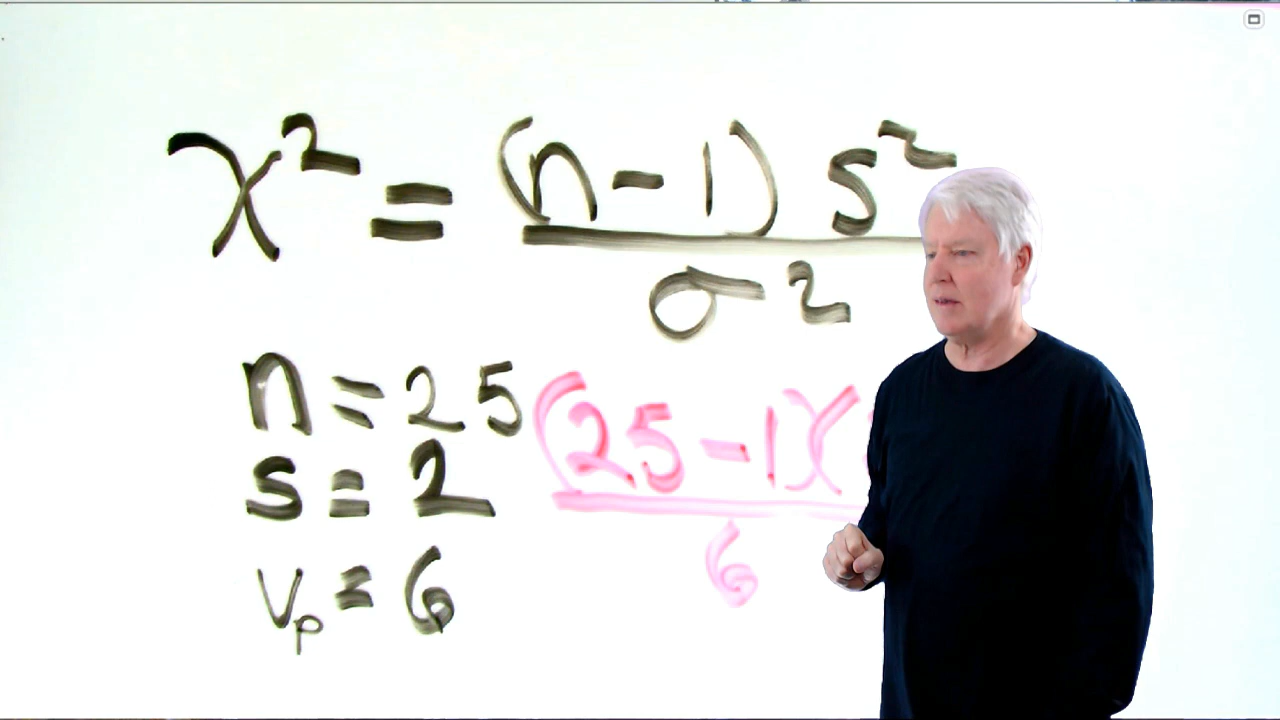 χ² = (n - 1) s²
σ²
n = 25
s = 2
Vp = 6
(25 - 1)(
6